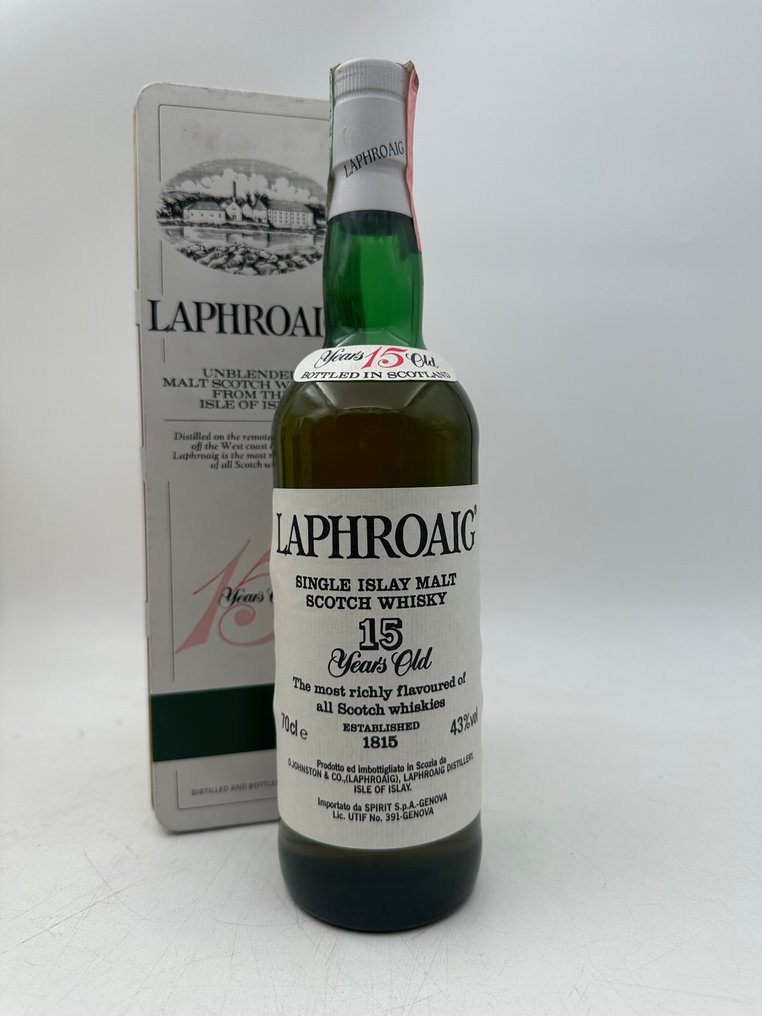 LAPHROAI
UNBLENDE
MALT SCOTCH W
FROM TH
ISLE OF IS
Distilled on the remote
off the West coast
Laphroaig is the most
of all Scotch
15
Years
DISTILLED AND BOTTLE
LAPHROAIG
Years 15 Old
BOTTLED IN SCOTLAND
LAPHROAIG®
SINGLE ISLAY MALT
SCOTCH WHISKY
15
Years Old
The most richly flavoured of
all Scotch whiskies
70cl e
ESTABLISHED
1815
43%vol
Prodotto ed imbottigliato in Scozia da
D.JOHNSTON & CO.,(LAPHROAIG), LAPHROAIG DISTILLERY,
ISLE OF ISLAY.
Importato da SPIRIT S.p.A.-GENOVA
Lic. UTIF No. 391-GENOVA